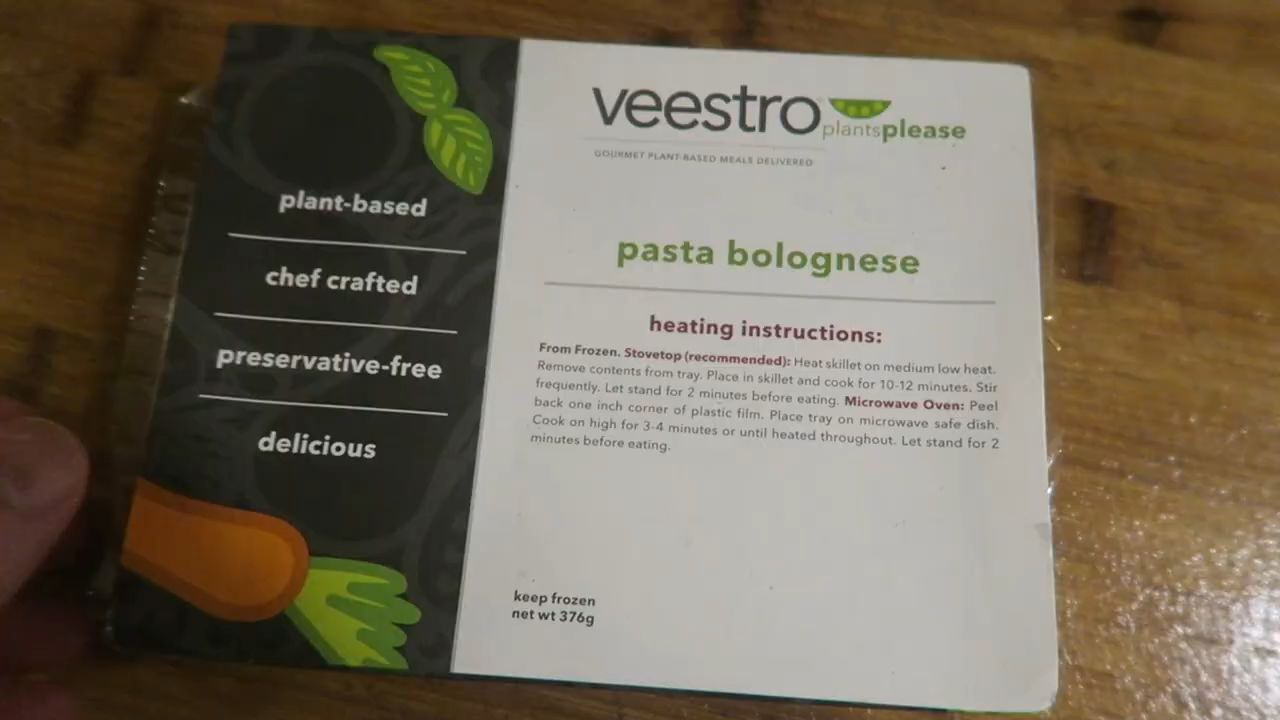 plant-based
chef crafted
preservative-free
delicious
veestro
plantsplease
GOURMET PLANT-BASED MEALS DELIVERED
pasta bolognese
heating instructions:
From Frozen. Stovetop (recommended): Heat skillet on medium low heat.
Remove contents from tray. Place in skillet and cook for 10-12 minutes. Stir
frequently. Let stand for 2 minutes before eating. Microwave Oven: Peel
back one inch corner of plastic film. Place tray on microwave safe dish.
Cook on high for 3-4 minutes or until heated throughout. Let stand for 2
minutes before eating.
keep frozen
net wt 376g